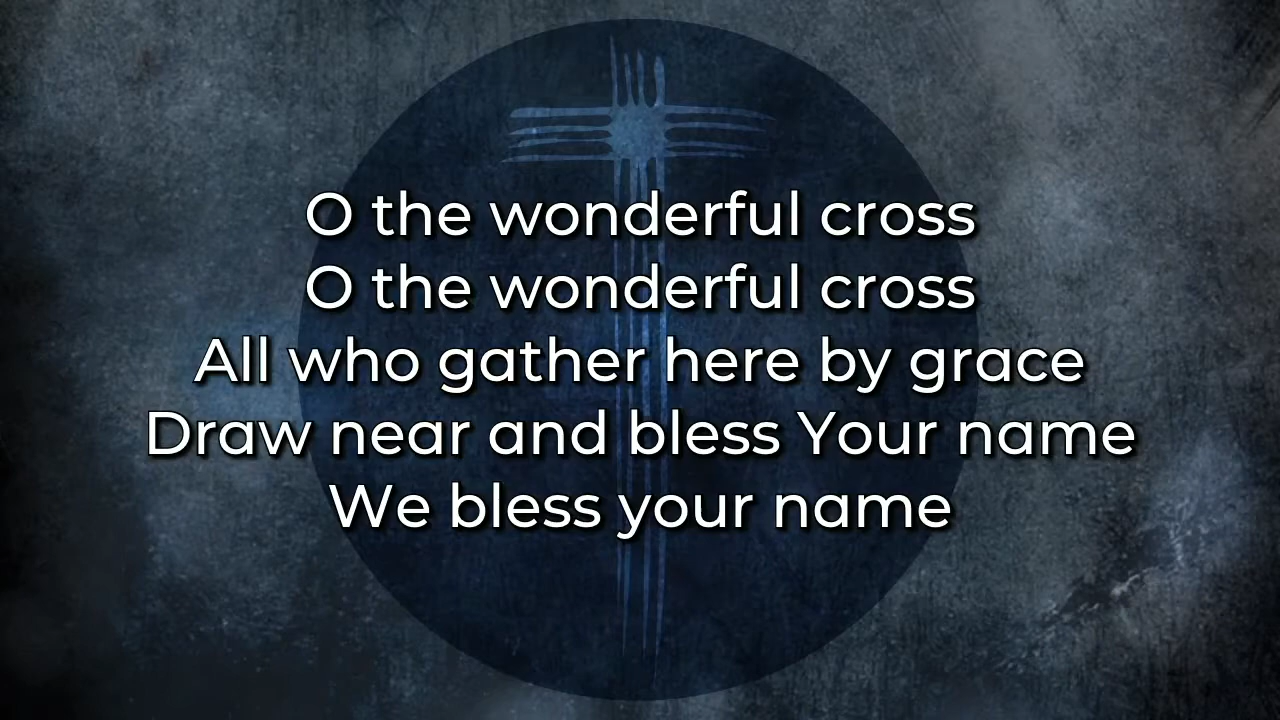 O the wonderful cross
O the wonderful cross
All who gather here by grace
Draw near and bless Your name
We bless your name